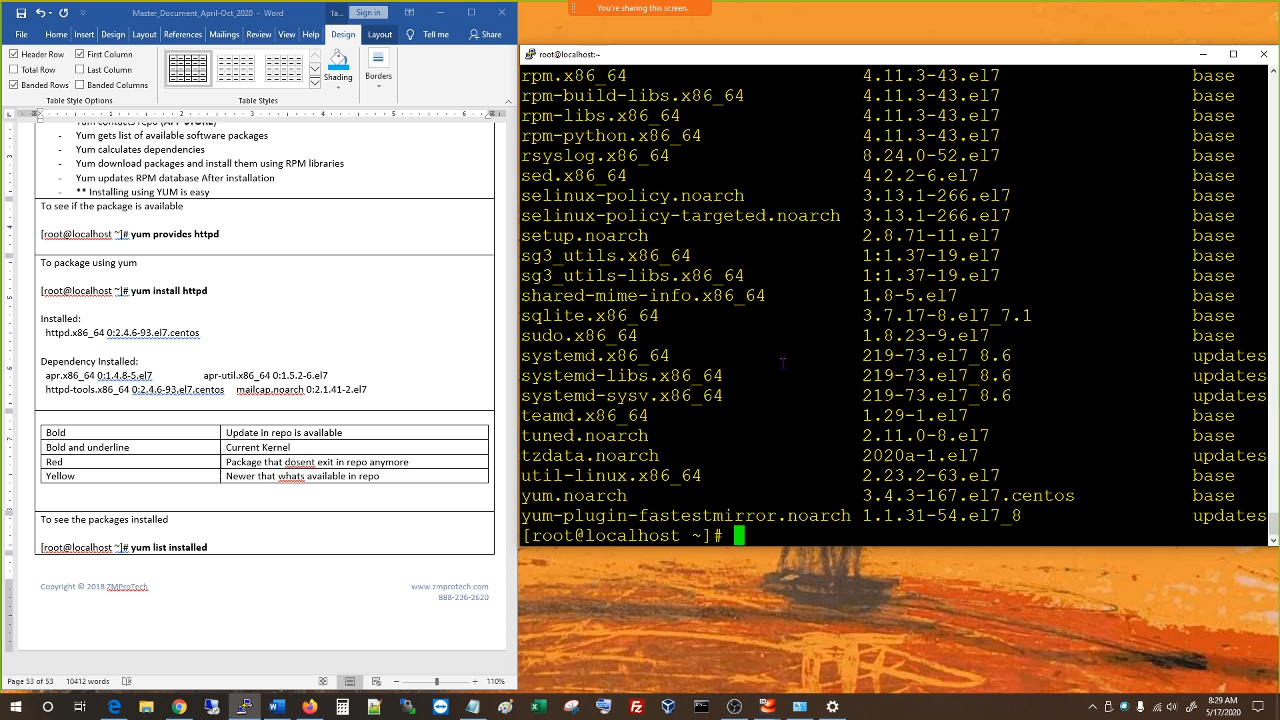 Master_Document_April-Oct_2020 - Word
Ta...
Sign in
You're sharing this screen.
File
Home
Insert
Design
Layout
References
Mailings
Review
View
Help
Design
Layout
Tell me
Share
Header Row
First Column
Total Row
Last Column
Banded Rows
Banded Columns
Table Style Options
Table Styles
Shading
Borders
- Yum contacts repo (APP STORE)
- Yum gets list of available software packages
- Yum calculates dependencies
- Yum download packages and install them using RPM libraries
- Yum updates RPM database After installation
- ** Installing using YUM is easy
To see if the package is available
[root@localhost ~]# yum provides httpd
To package using yum
[root@localhost ~]# yum install httpd
Installed:
httpd.x86_64 0:2.4.6-93.el7.centos
Dependency Installed:
apr.x86_64 0:1.4.8-5.el7 apr-util.x86_64 0:1.5.2-6.el7
httpd-tools.x86_64 0:2.4.6-93.el7.centos mailcap.noarch 0:2.1.41-2.el7
Bold Update in repo is available
Bold and underline Current Kernel
Red Package that dosent exit in repo anymore
Yellow Newer that whats available in repo
To see the packages installed
[root@localhost ~]# yum list installed
Copyright © 2018 ZMProTech www.zmprotech.com
888-236-2620
Page 53 of 53 10412 words 110%
root@localhost:~
rpm.x86_64 4.11.3-43.el7 base
rpm-build-libs.x86_64 4.11.3-43.el7 base
rpm-libs.x86_64 4.11.3-43.el7 base
rpm-python.x86_64 4.11.3-43.el7 base
rsyslog.x86_64 8.24.0-52.el7 base
sed.x86_64 4.2.2-6.el7 base
selinux-policy.noarch 3.13.1-266.el7 base
selinux-policy-targeted.noarch 3.13.1-266.el7 base
setup.noarch 2.8.71-11.el7 base
sg3_utils.x86_64 1:1.37-19.el7 base
sg3_utils-libs.x86_64 1:1.37-19.el7 base
shared-mime-info.x86_64 1.8-5.el7 base
sqlite.x86_64 3.7.17-8.el7_7.1 base
sudo.x86_64 1.8.23-9.el7 base
systemd.x86_64 219-73.el7_8.6 updates
systemd-libs.x86_64 219-73.el7_8.6 updates
systemd-sysv.x86_64 219-73.el7_8.6 updates
teamd.x86_64 1.29-1.el7 base
tuned.noarch 2.11.0-8.el7 base
tzdata.noarch 2020a-1.el7 updates
util-linux.x86_64 2.23.2-63.el7 base
yum.noarch 3.4.3-167.el7.centos base
yum-plugin-fastestmirror.noarch 1.1.31-54.el7_8 updates
[root@localhost ~]#
8:29 AM
5/17/2020